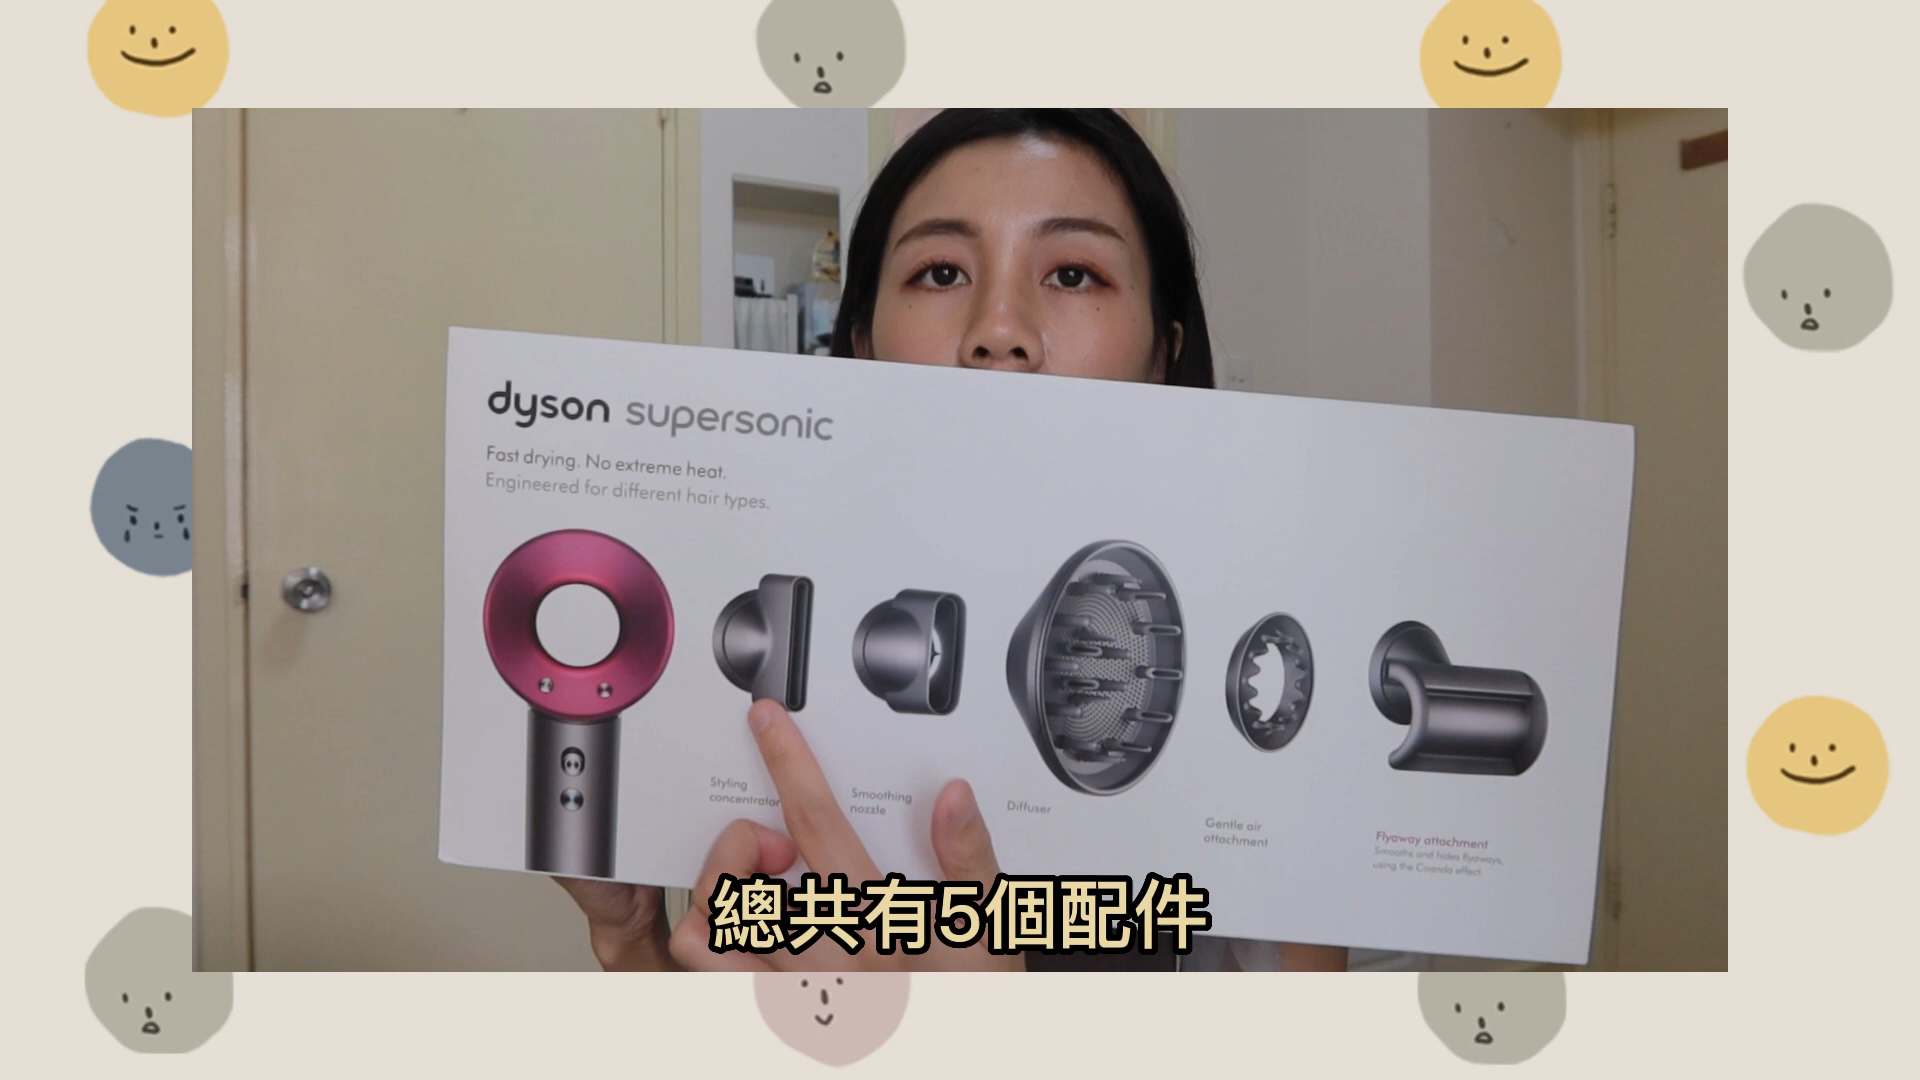 dyson supersonic
Fast drying. No extreme heat.
Engineered for different hair types.
Styling
concentrator
Smoothing
nozzle
Diffuser
Gentle air
attachment
Flyaway attachment
Smooths and hides flyaways,
using the Coanda effect.
總共有5個配件